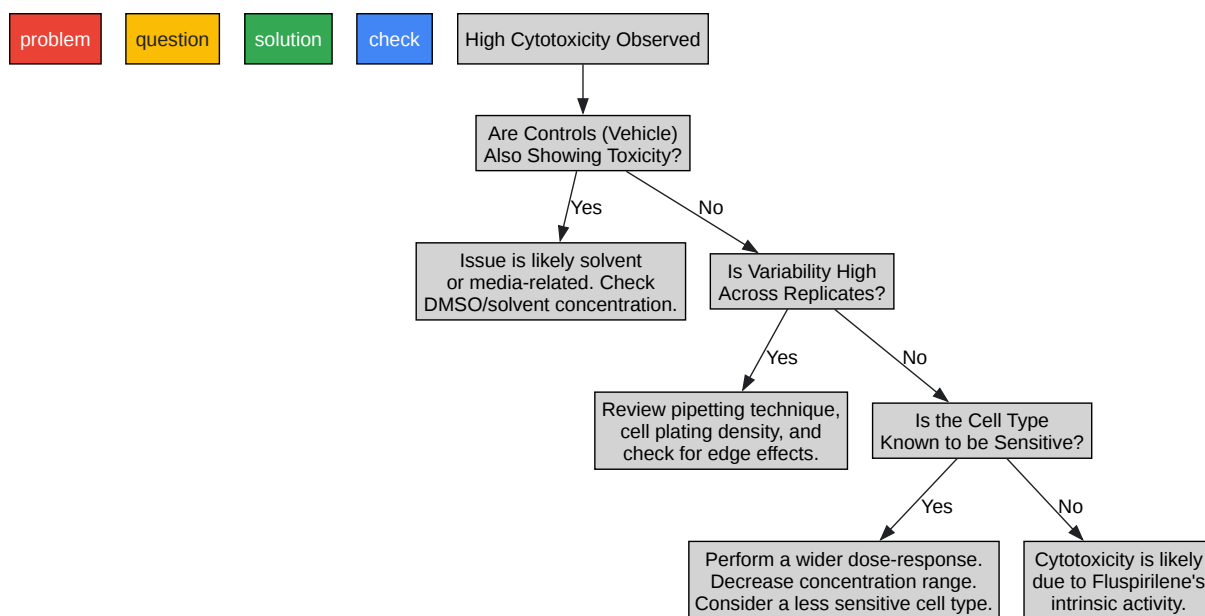 problem
question
solution
check
High Cytotoxicity Observed
Are Controls (Vehicle)
Also Showing Toxicity?
Yes
No
Issue is likely solvent
or media-related. Check
DMSO/solvent concentration.
Is Variability High
Across Replicates?
Yes
No
Review pipetting technique,
cell plating density, and
check for edge effects.
Is the Cell Type
Known to be Sensitive?
Yes
No
Perform a wider dose-response.
Decrease concentration range.
Consider a less sensitive cell type.
Cytotoxicity is likely
due to Fluspirilene's
intrinsic activity.